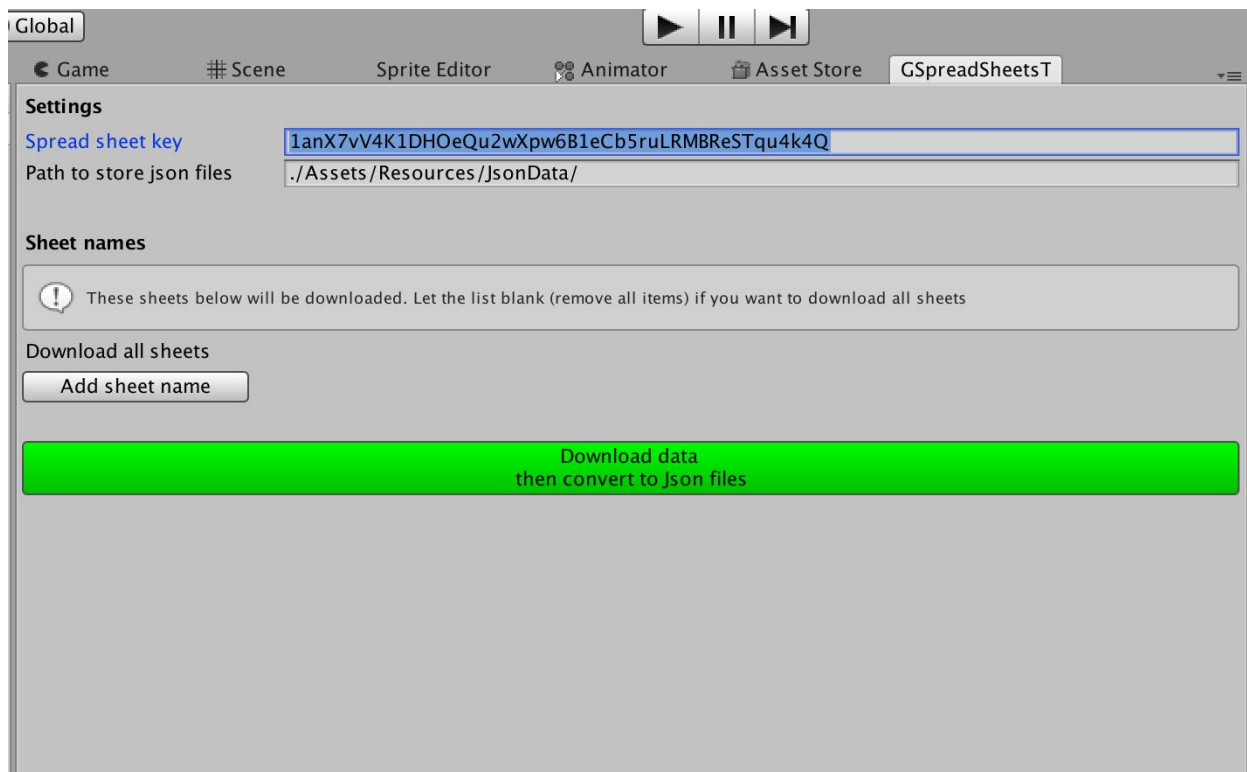 Global
Game Scene Sprite Editor Animator Asset Store GSpreadSheetsT
Settings
Spread sheet key 1anX7vV4K1DHOeQu2wXpw6B1eCb5ruLRMBReSTqu4k4Q
Path to store json files ./Assets/Resources/JsonData/
Sheet names
These sheets below will be downloaded. Let the list blank (remove all items) if you want to download all sheets
Download all sheets
Add sheet name
Download data
then convert to Json files